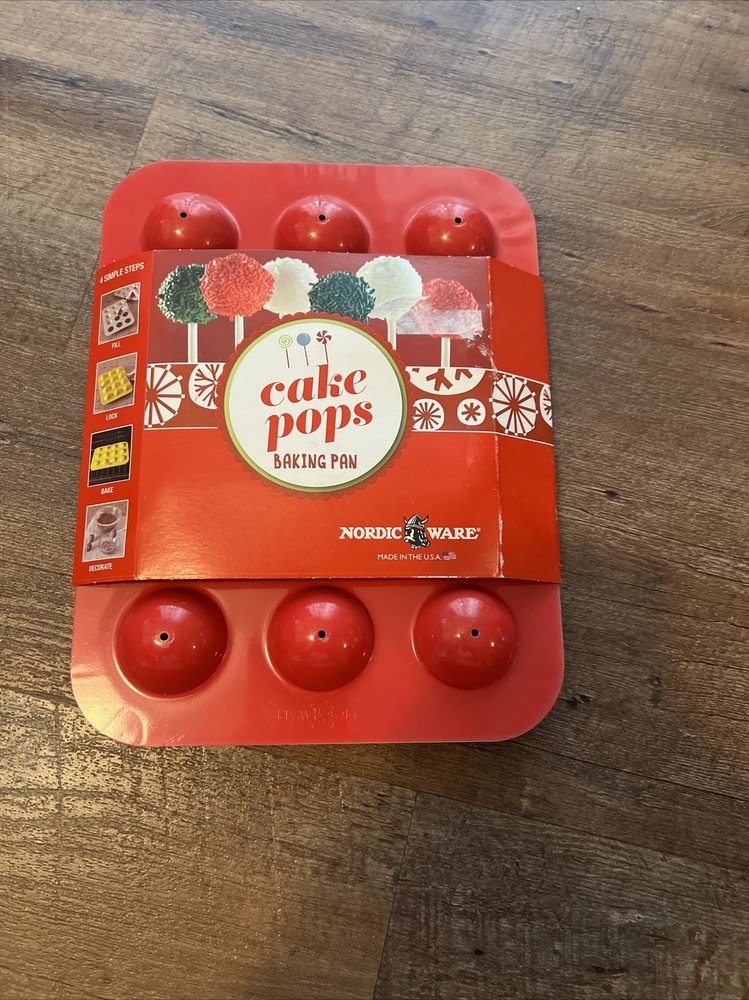 4 SIMPLE STEPS
FILL
LOCK
BAKE
DECORATE
cake
pops
BAKING PAN
NORDIC WARE®
MADE IN THE U.S.A.